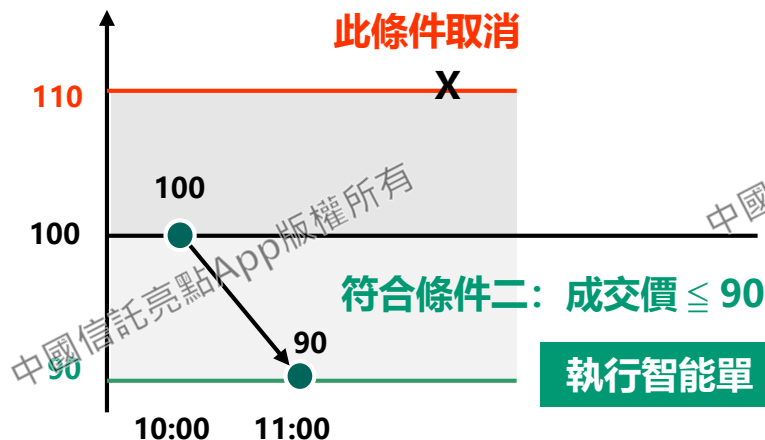 此條件取消
X
110
100
100
中國信託亮點App版權所有
中國
符合條件二：成交價 ≦ 90
90
90
執行智能單
10:00 11:00